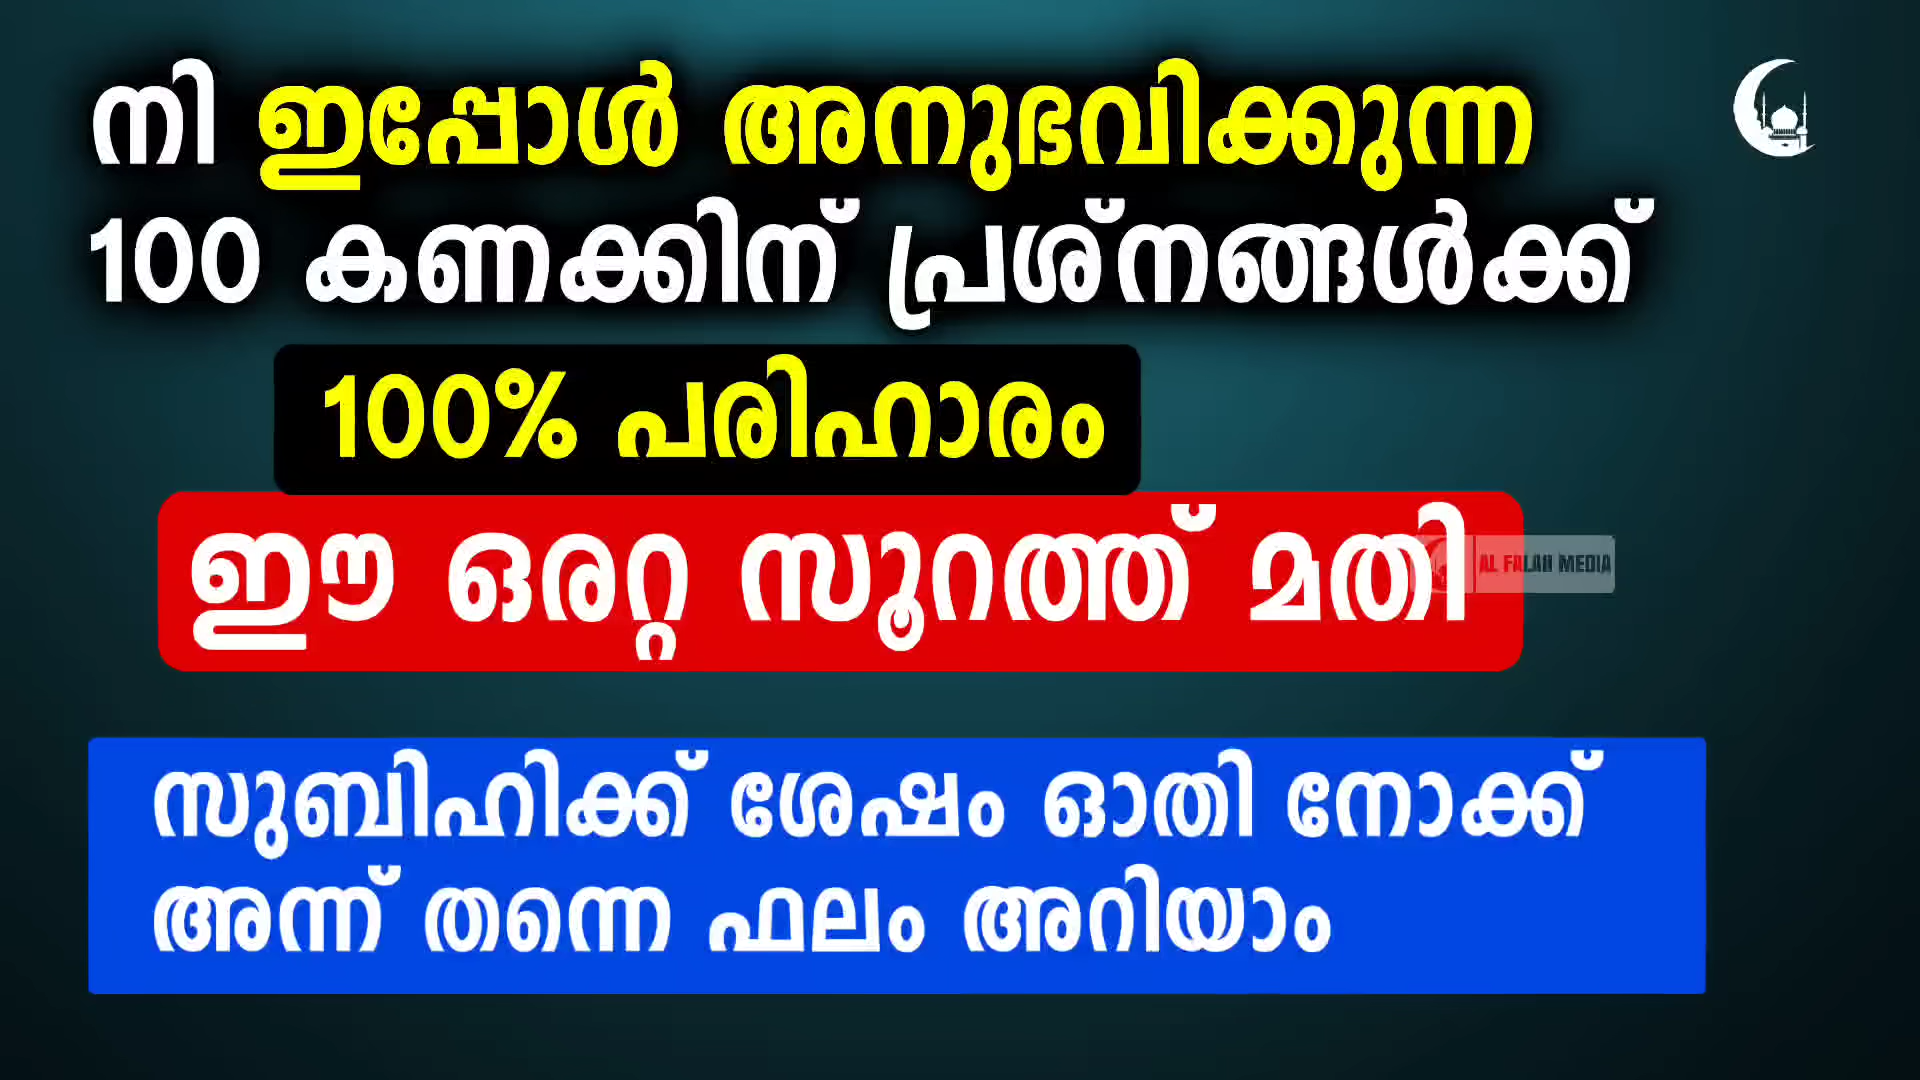 നി ഇപ്പോൾ അനുഭവിക്കുന്ന
100 കണക്കിന് പ്രശ്നങ്ങൾക്ക്
100% പരിഹാരം
ഈ ഒരറ്റ സൂറത്ത് മതി
AL FALAH MEDIA
സുബിഹിക്ക് ശേഷം ഓതി നോക്ക്
അന്ന് തന്നെ ഫലം അറിയാം